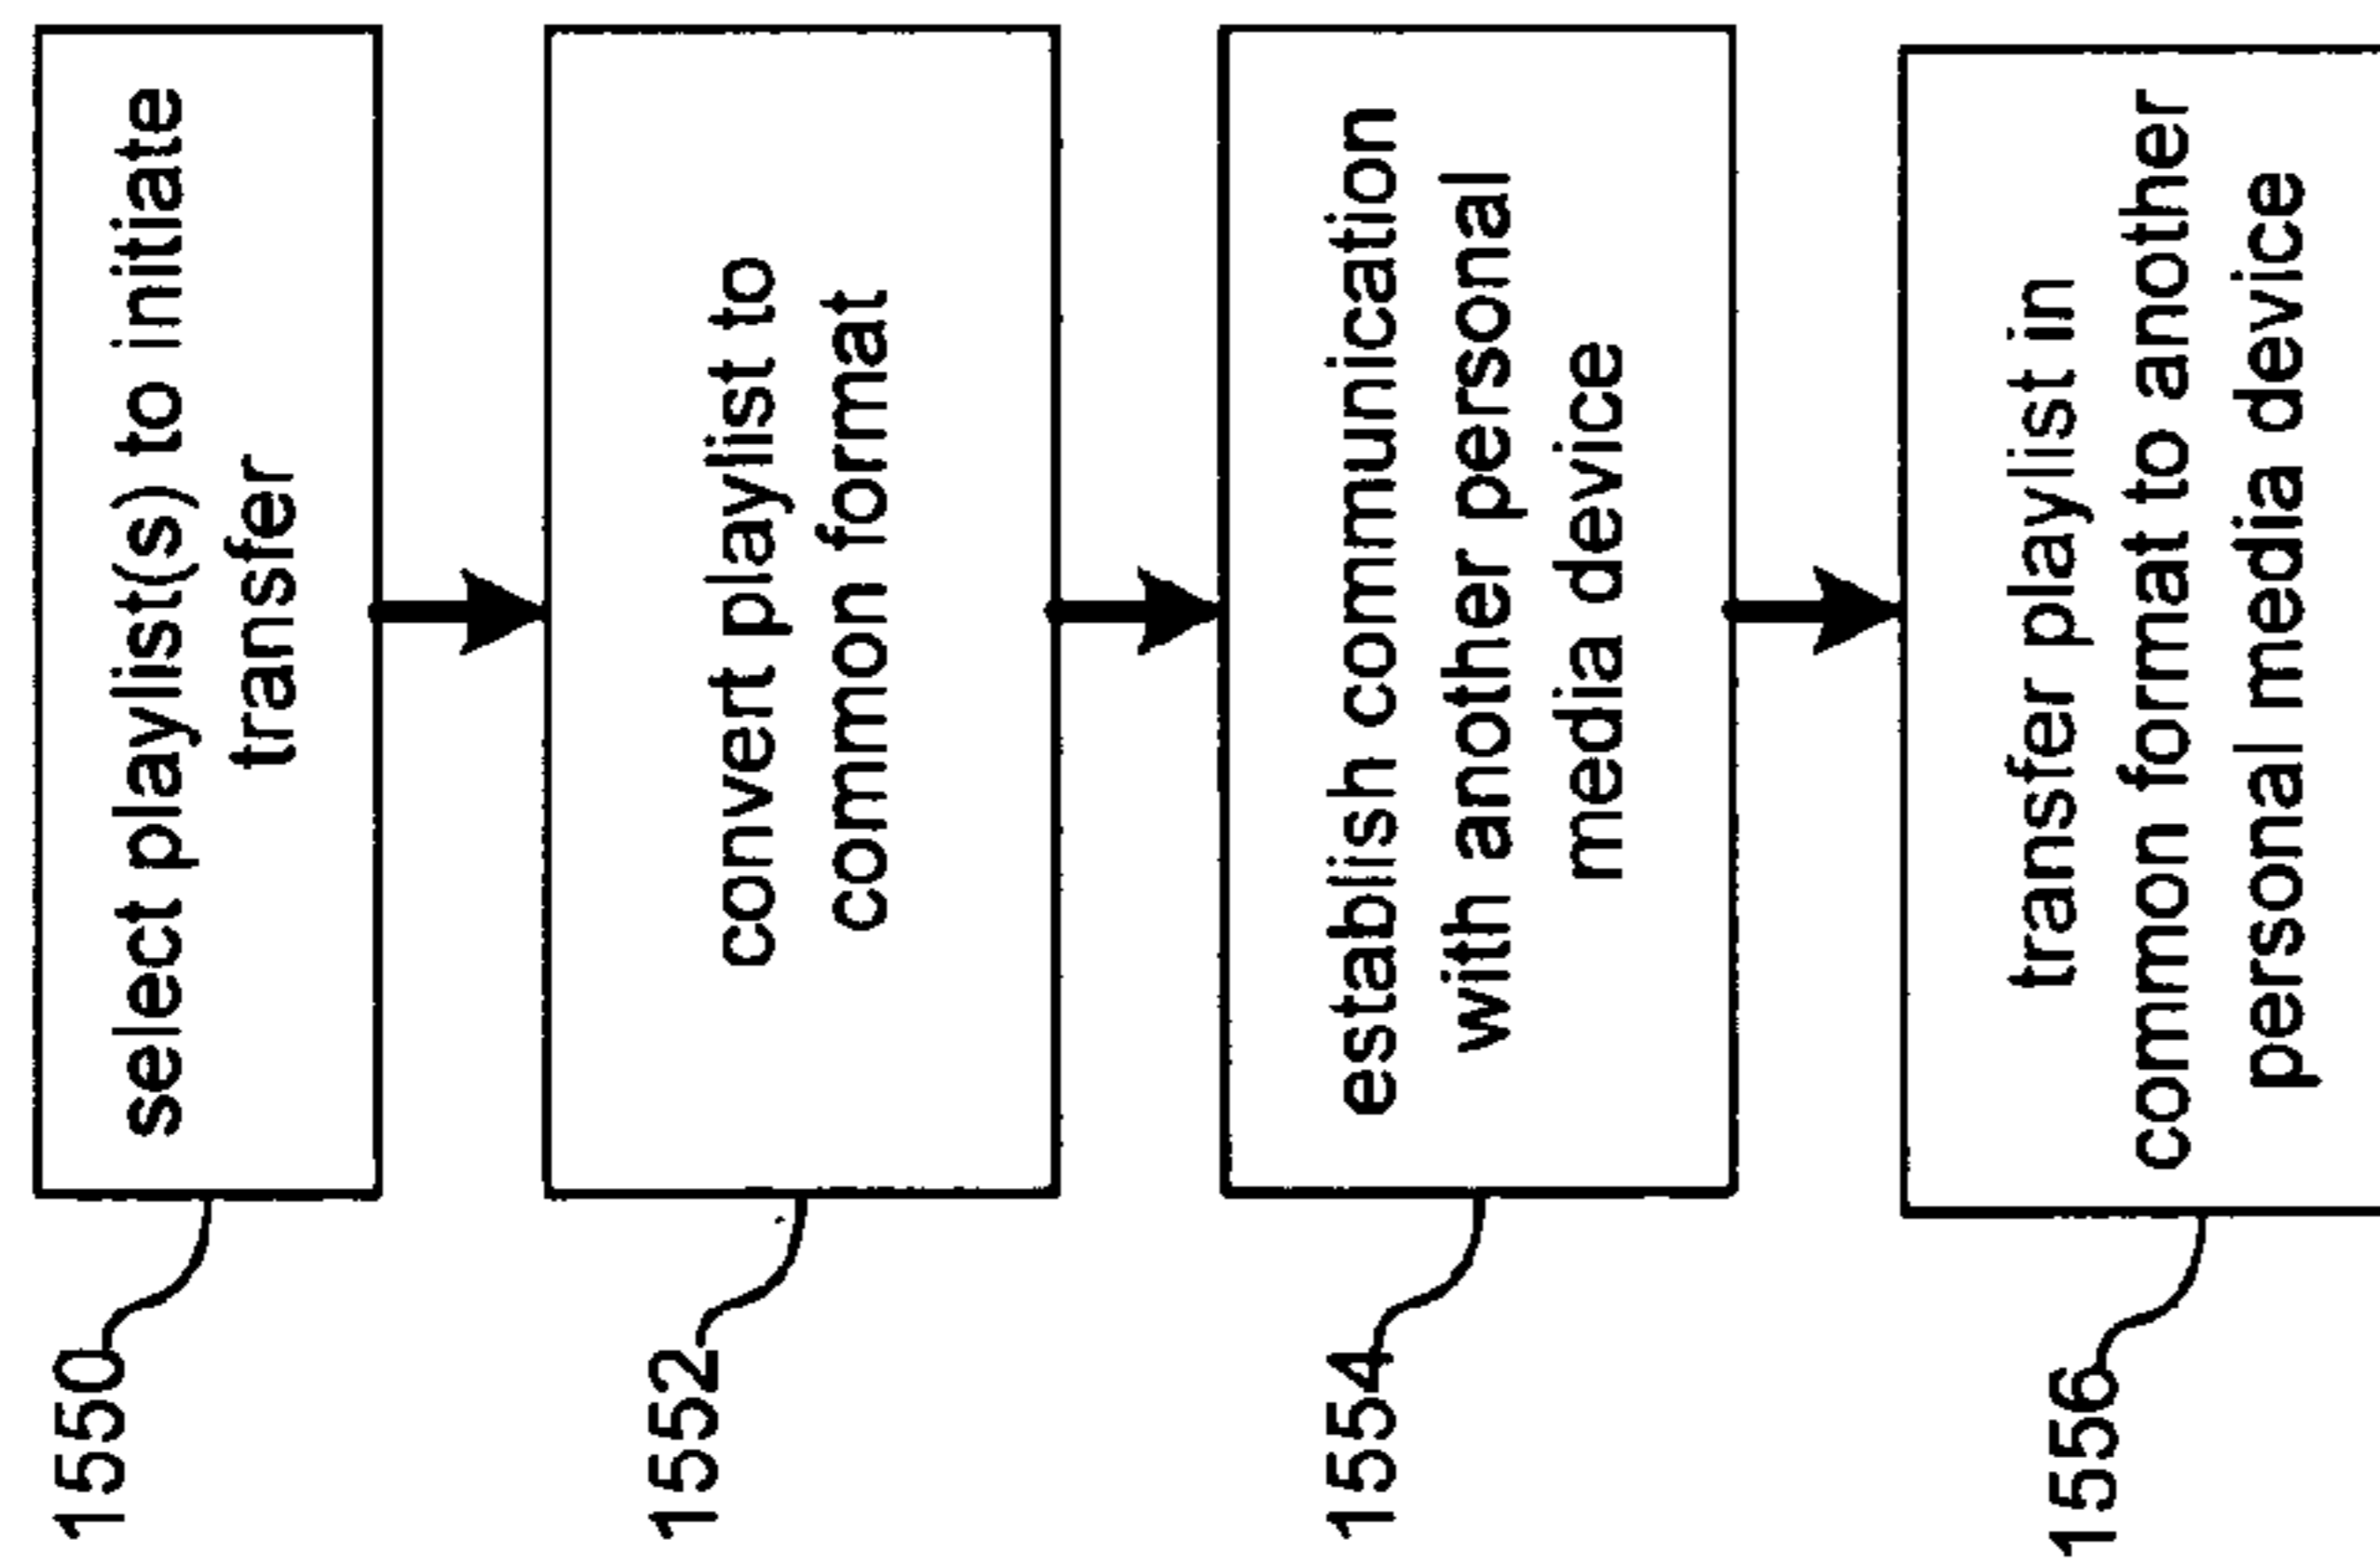 1550
select playlist(s) to initiate
transfer
1552
convert playlist to
common format
1554
establish communication
with another personal
media device
1556
transfer playlist in
common format to another
personal media device